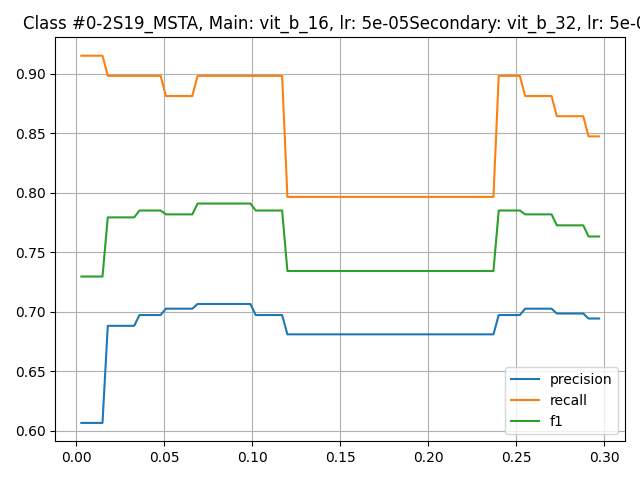 Class #0-2S19_MSTA, Main: vit_b_16, lr: 5e-05Secondary: vit_b_32, lr: 5e-0
0.90
0.85
0.80
0.75
0.70
0.65
0.60
precision
recall
f1
0.00 0.05 0.10 0.15 0.20 0.25 0.30